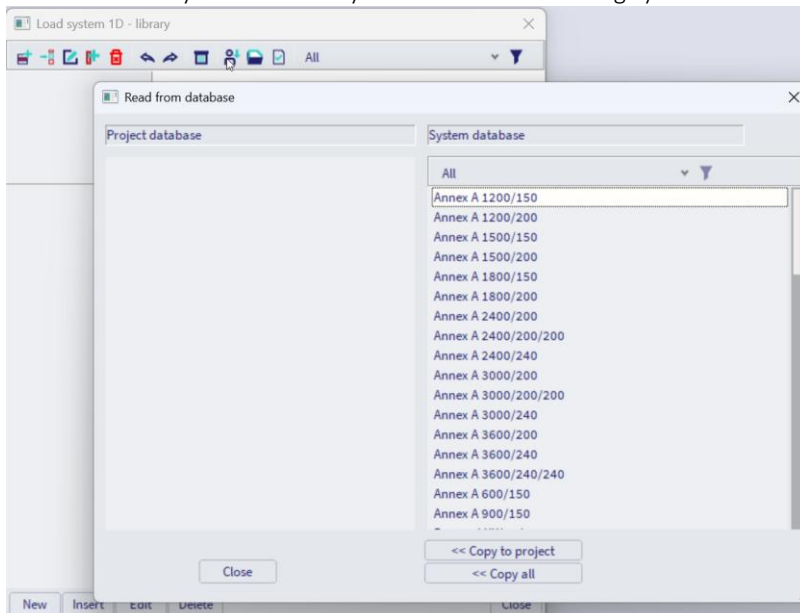 Load system 1D - library
All
Read from database
Project database
System database
All
Annex A 1200/150
Annex A 1200/200
Annex A 1500/150
Annex A 1500/200
Annex A 1800/150
Annex A 1800/200
Annex A 2400/200
Annex A 2400/200/200
Annex A 2400/240
Annex A 3000/200
Annex A 3000/200/200
Annex A 3000/240
Annex A 3600/200
Annex A 3600/240
Annex A 3600/240/240
Annex A 600/150
Annex A 900/150
<< Copy to project
Close
<< Copy all
New Insert Edit Delete Close